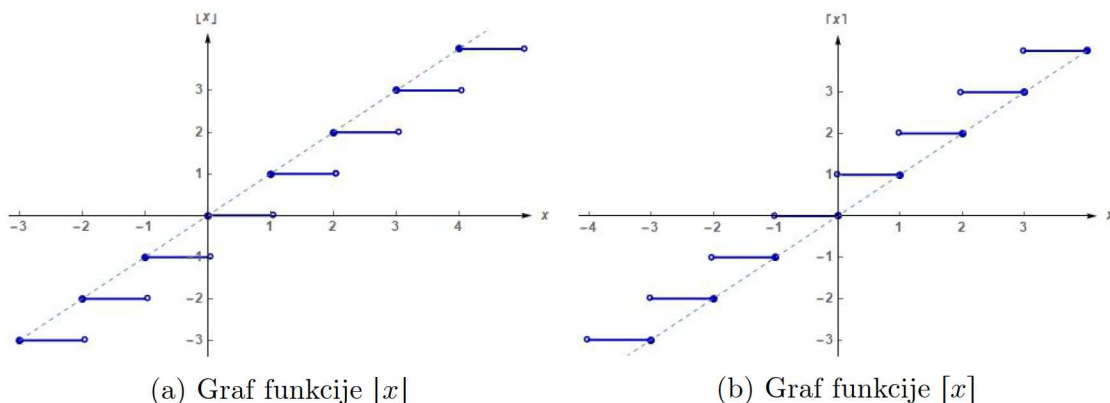 ⌊x⌋
3
2
1
-3 -2 -1 1 2 3 4 x
-1
-2
-3
(a) Graf funkcije ⌊x⌋
⌈x⌉
3
2
1
-4 -3 -2 -1 1 2 3 x
-1
-2
-3
(b) Graf funkcije ⌈x⌉